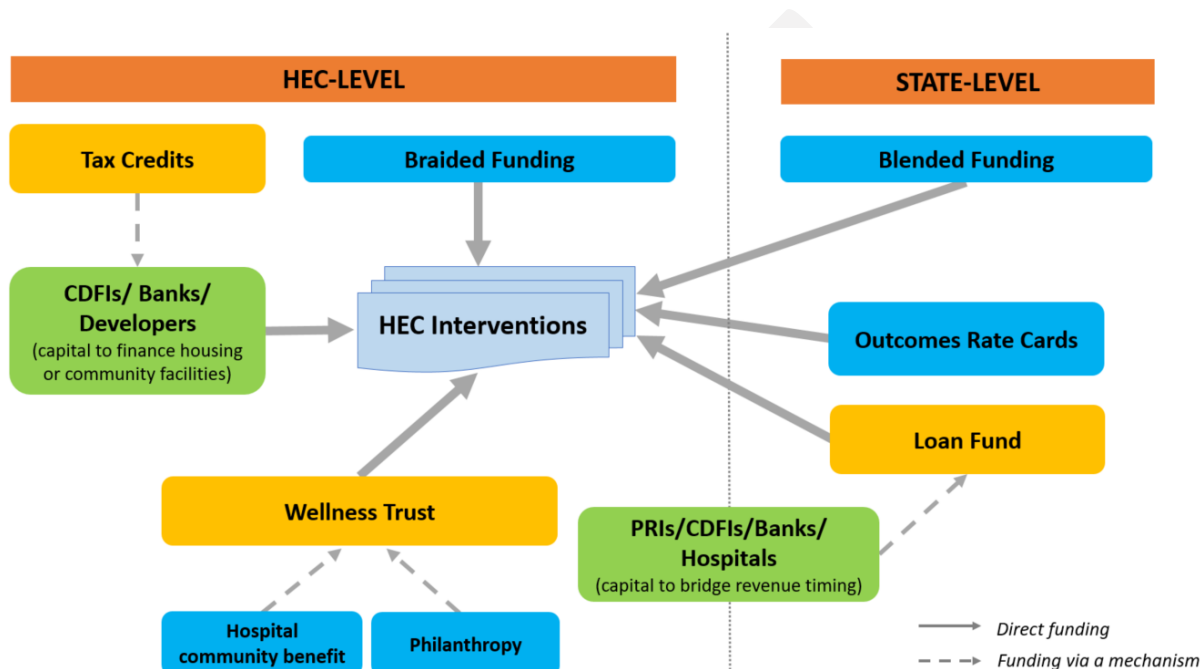 HEC-LEVEL
STATE-LEVEL
Tax Credits
Braided Funding
Blended Funding
CDFIs/ Banks/
Developers
(capital to finance housing
or community facilities)
HEC Interventions
Outcomes Rate Cards
Loan Fund
Wellness Trust
PRIs/CDFIs/Banks/
Hospitals
(capital to bridge revenue timing)
Hospital
community benefit
Philanthropy
Direct funding
Funding via a mechanism